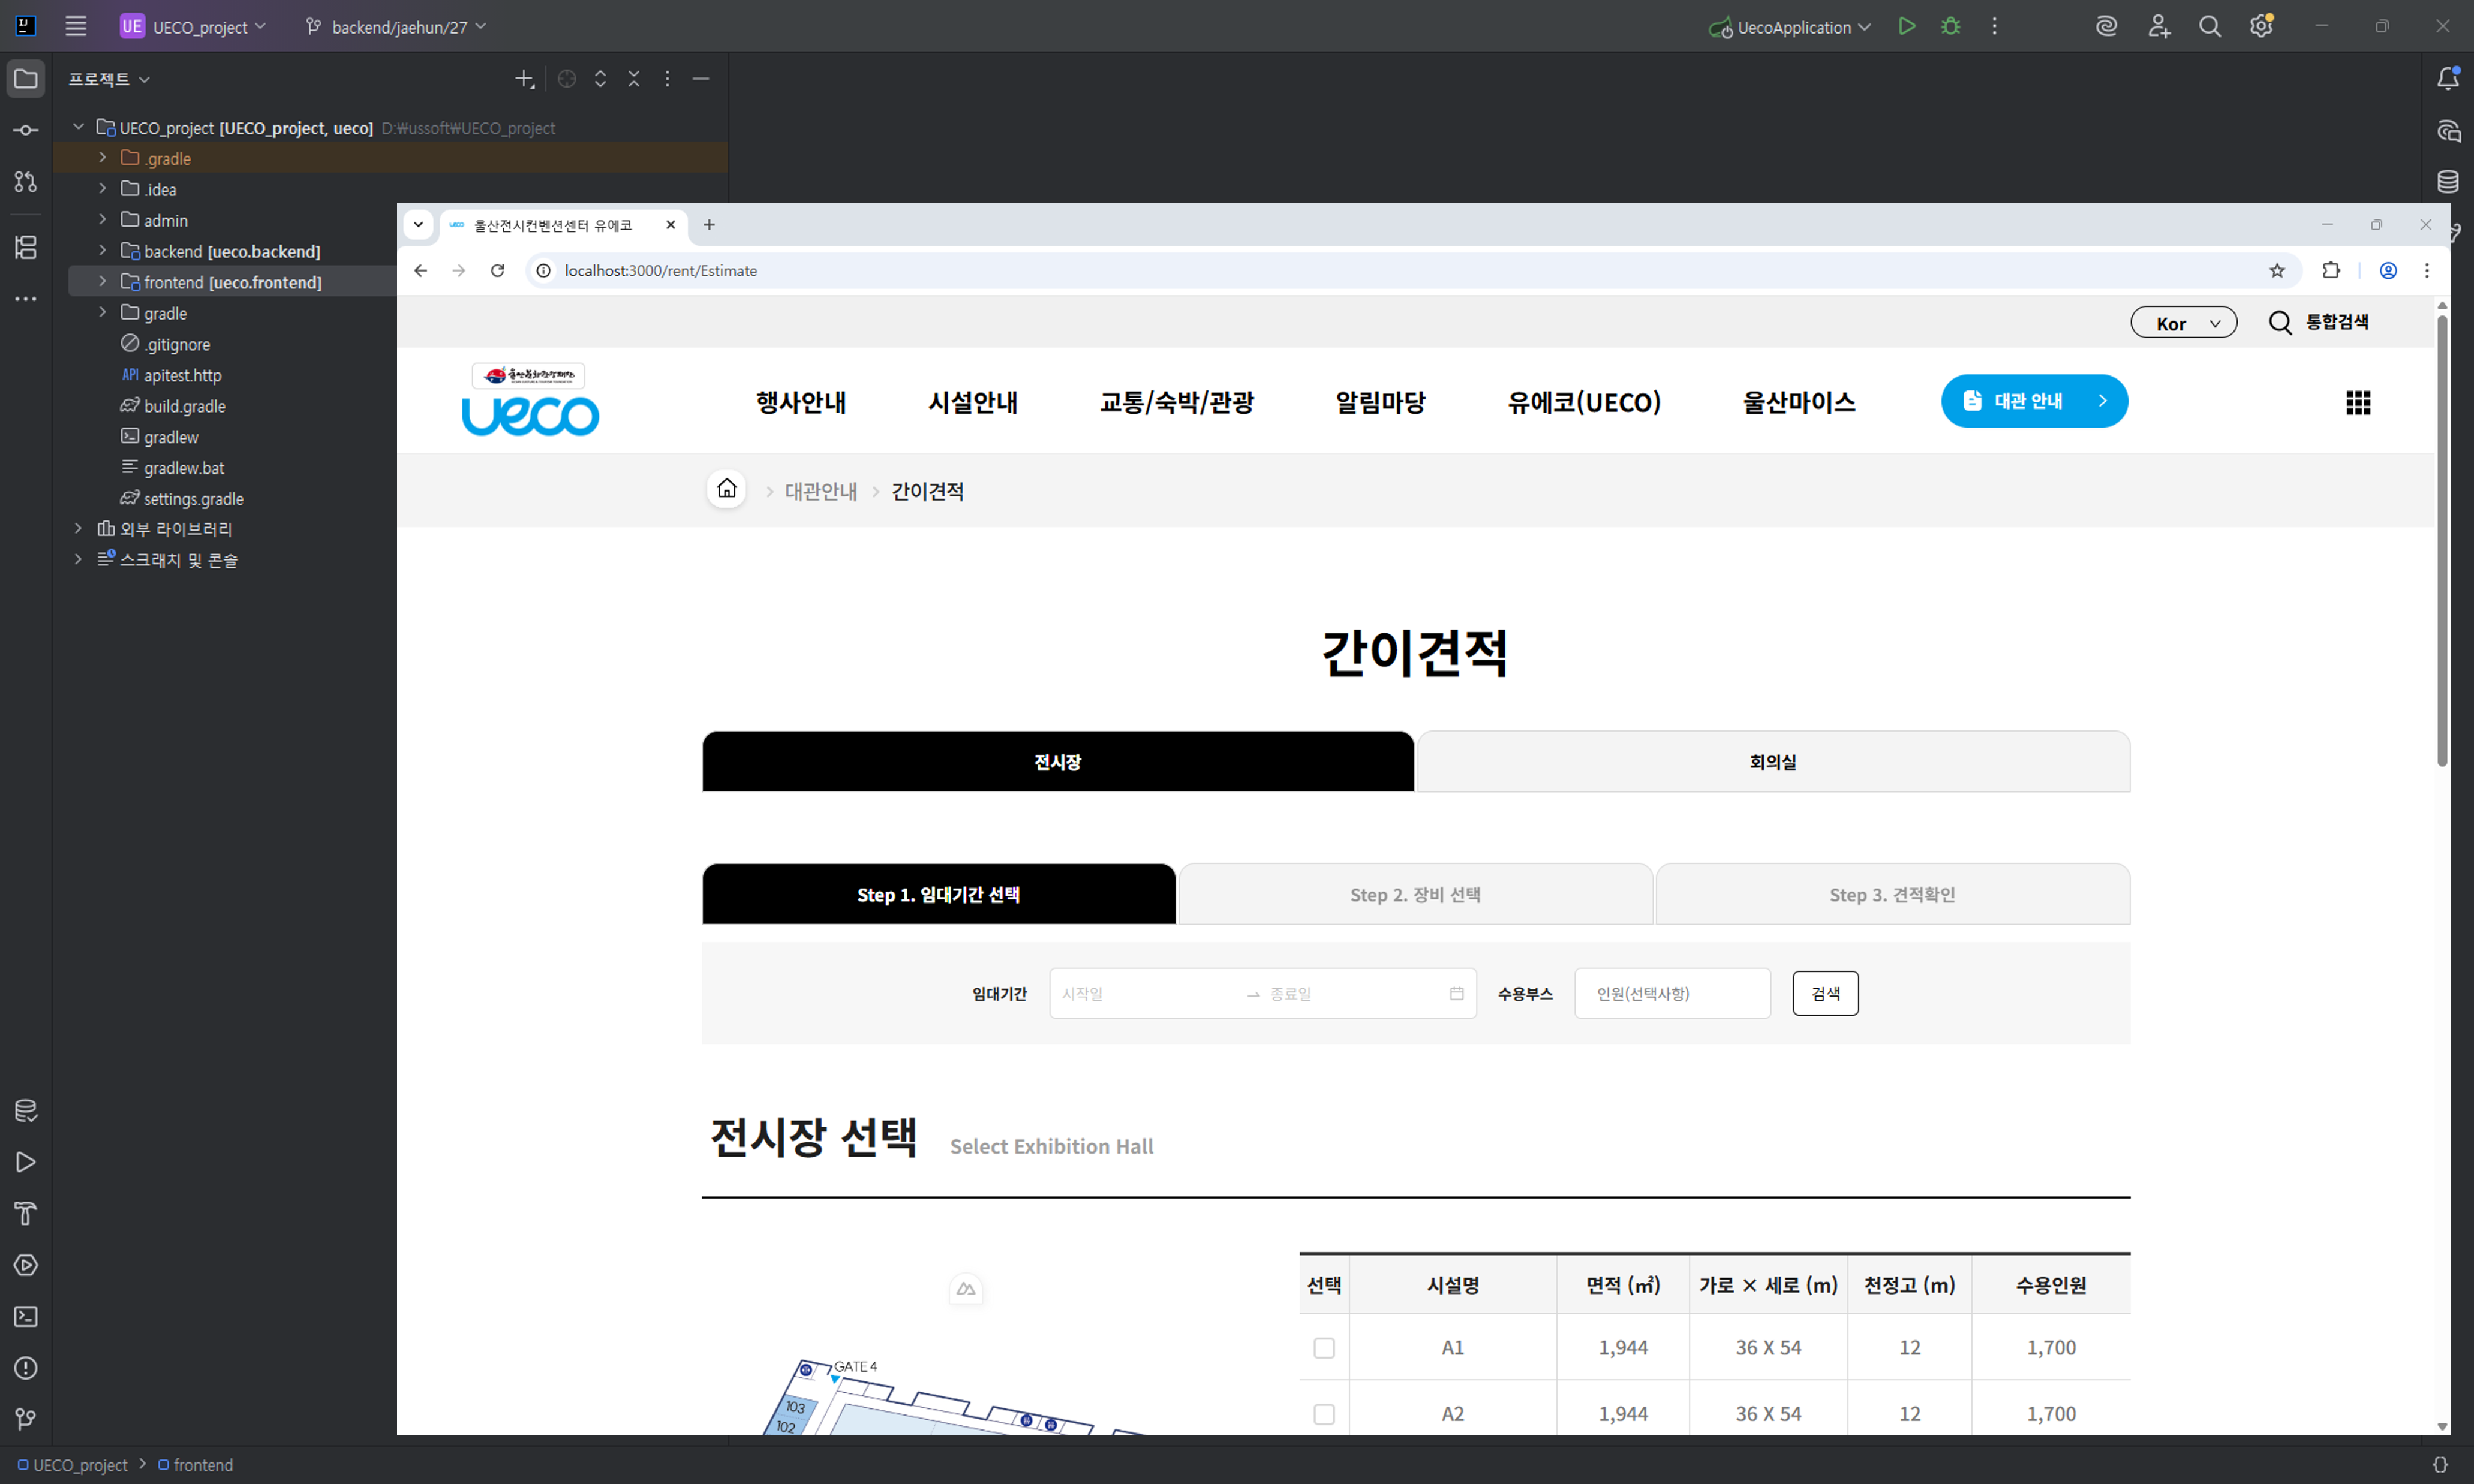 UE UECO_project backend/jaehun/27 UecoApplication
프로젝트
UECO_project [UECO_project, ueco] D:₩ussoft₩UECO_project
.gradle
.idea
admin
backend [ueco.backend]
frontend [ueco.frontend]
gradle
.gitignore
API apitest.http
build.gradle
gradlew
gradlew.bat
settings.gradle
외부 라이브러리
스크래치 및 콘솔
울산전시컨벤션센터 유에코
localhost:3000/rent/Estimate
Kor 통합검색
ueco
행사안내 시설안내 교통/숙박/관광 알림마당 유에코(UECO) 울산마이스 대관 안내
대관안내 간이견적
간이견적
전시장 회의실
Step 1. 임대기간 선택 Step 2. 장비 선택 Step 3. 견적확인
임대기간 시작일 종료일 수용부스 인원(선택사항) 검색
전시장 선택 Select Exhibition Hall
선택 시설명 면적 (㎡) 가로 × 세로 (m) 천정고 (m) 수용인원
A1 1,944 36 X 54 12 1,700
A2 1,944 36 X 54 12 1,700
GATE 4
103
102
UECO_project frontend